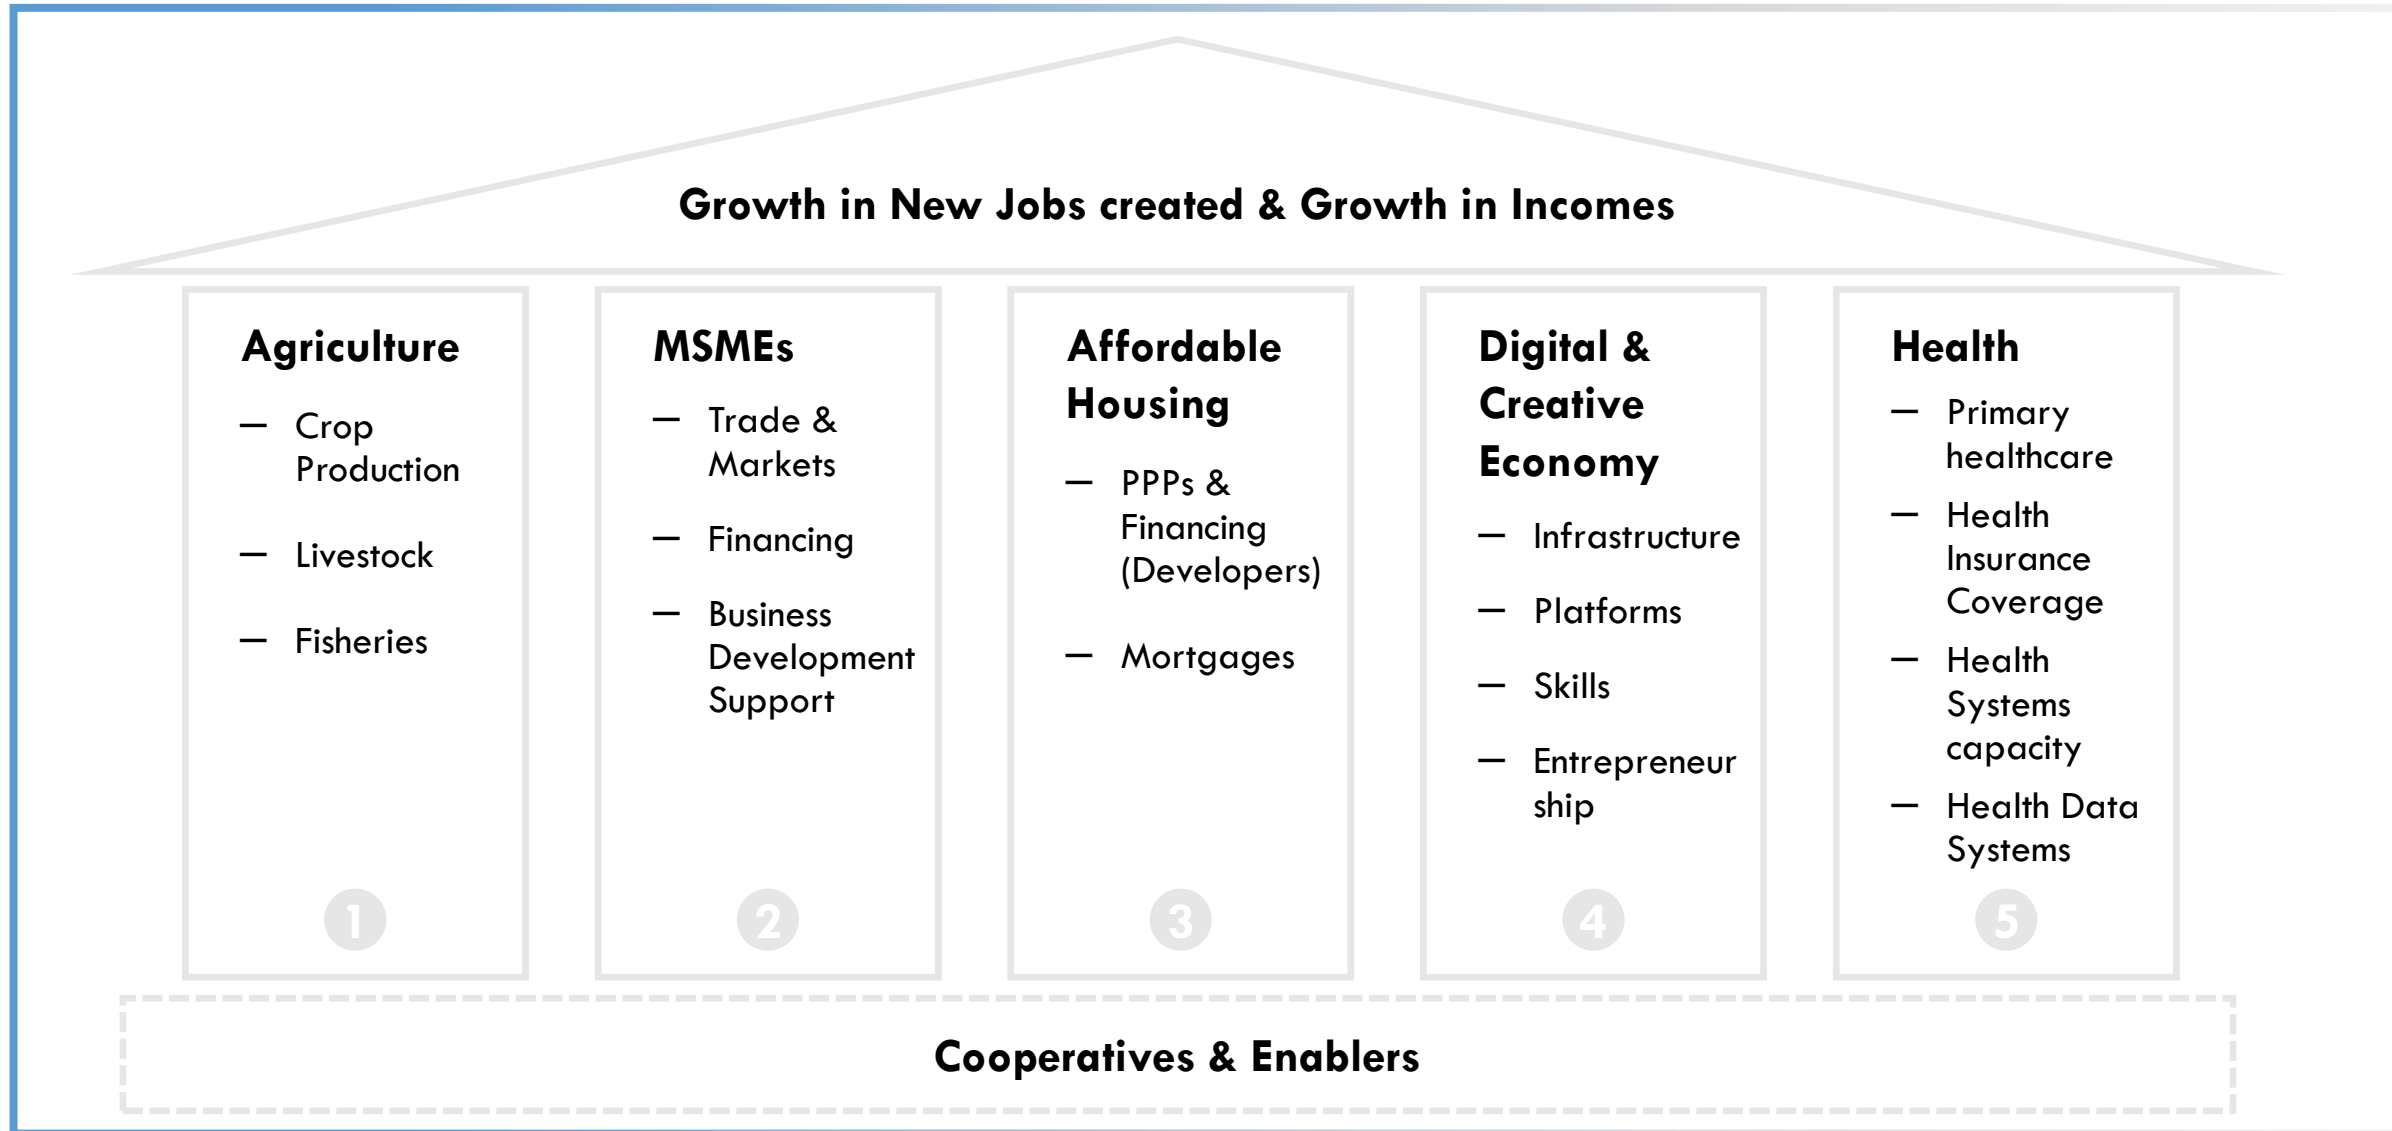 Growth in New Jobs created & Growth in Incomes
Agriculture
— Crop
Production
— Livestock
— Fisheries
1
MSMEs
— Trade &
Markets
— Financing
— Business
Development
Support
2
Affordable
Housing
— PPPs &
Financing
(Developers)
— Mortgages
3
Digital &
Creative
Economy
— Infrastructure
— Platforms
— Skills
— Entrepreneur
ship
4
Health
— Primary
healthcare
— Health
Insurance
Coverage
— Health
Systems
capacity
— Health Data
Systems
5
Cooperatives & Enablers